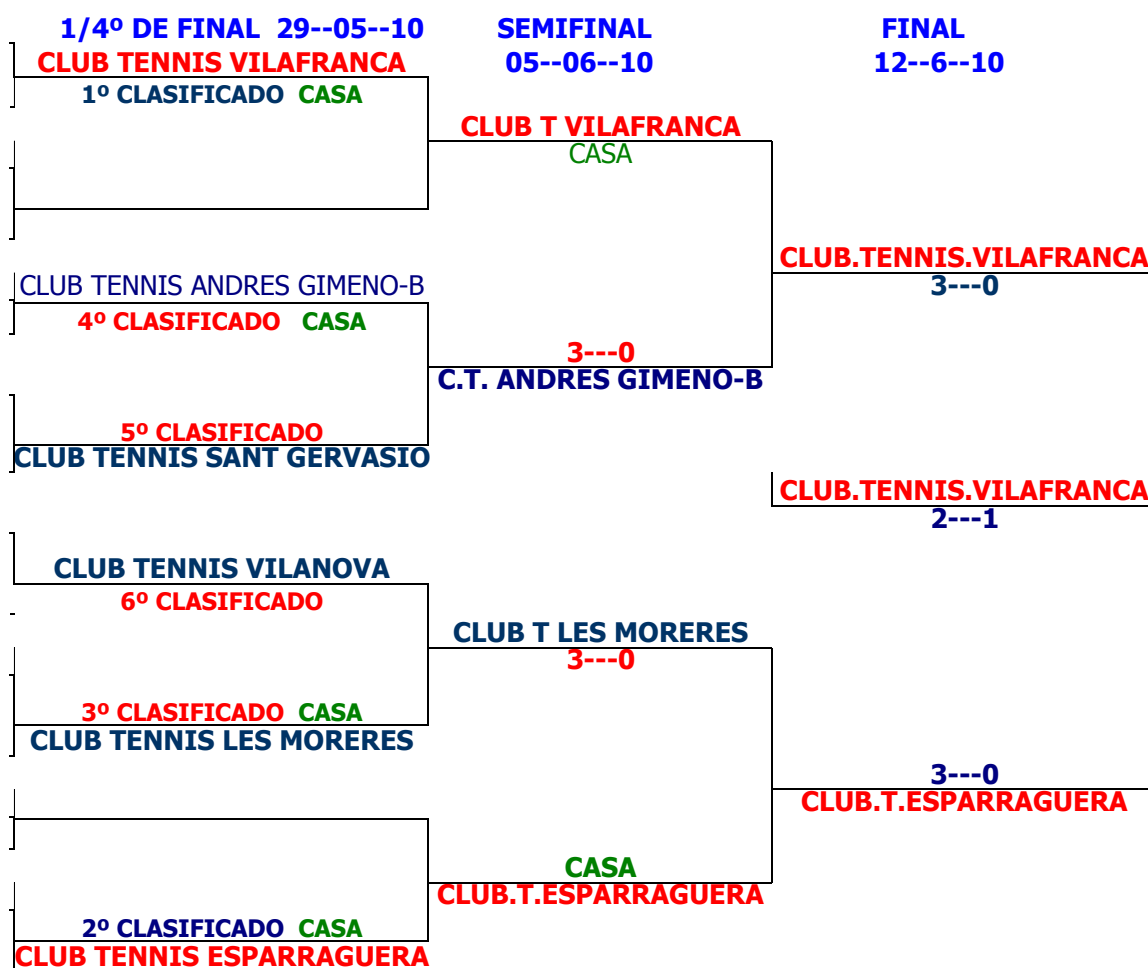 1/4º DE FINAL 29--05--10 SEMIFINAL FINAL
CLUB TENNIS VILAFRANCA 05--06--10 12--6--10
1º CLASIFICADO CASA
CLUB T VILAFRANCA
CASA
CLUB.TENNIS.VILAFRANCA
3---0
CLUB TENNIS ANDRES GIMENO-B
4º CLASIFICADO CASA
3---0
C.T. ANDRES GIMENO-B
5º CLASIFICADO
CLUB TENNIS SANT GERVASIO
CLUB.TENNIS.VILAFRANCA
2---1
CLUB TENNIS VILANOVA
6º CLASIFICADO
CLUB T LES MORERES
3---0
3º CLASIFICADO CASA
CLUB TENNIS LES MORERES
3---0
CLUB.T.ESPARRAGUERA
CASA
CLUB.T.ESPARRAGUERA
2º CLASIFICADO CASA
CLUB TENNIS ESPARRAGUERA